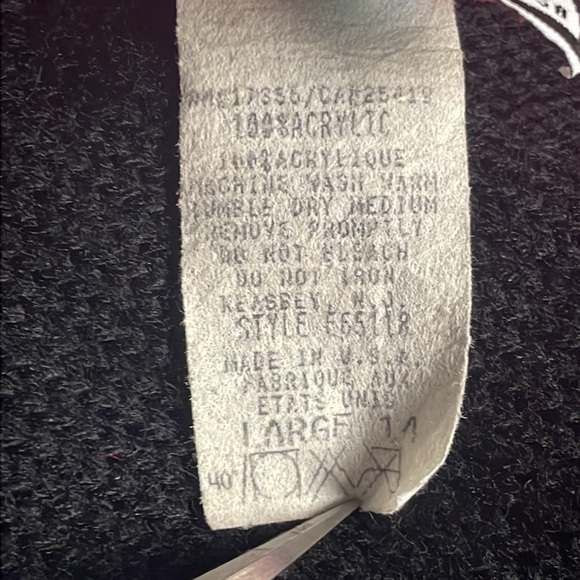 100%ACRYLIC
100%ACRYLIQUE
MACHINE WASH WARM
TUMBLE DRY MEDIUM
REMOVE PROMPTLY
DO NOT BLEACH
DO NOT IRON
KEASBEY, N.J.
STYLE
MADE IN U.S.A.
FABRIQUE AUX
ETATS UNIS
LARGE 14
40°